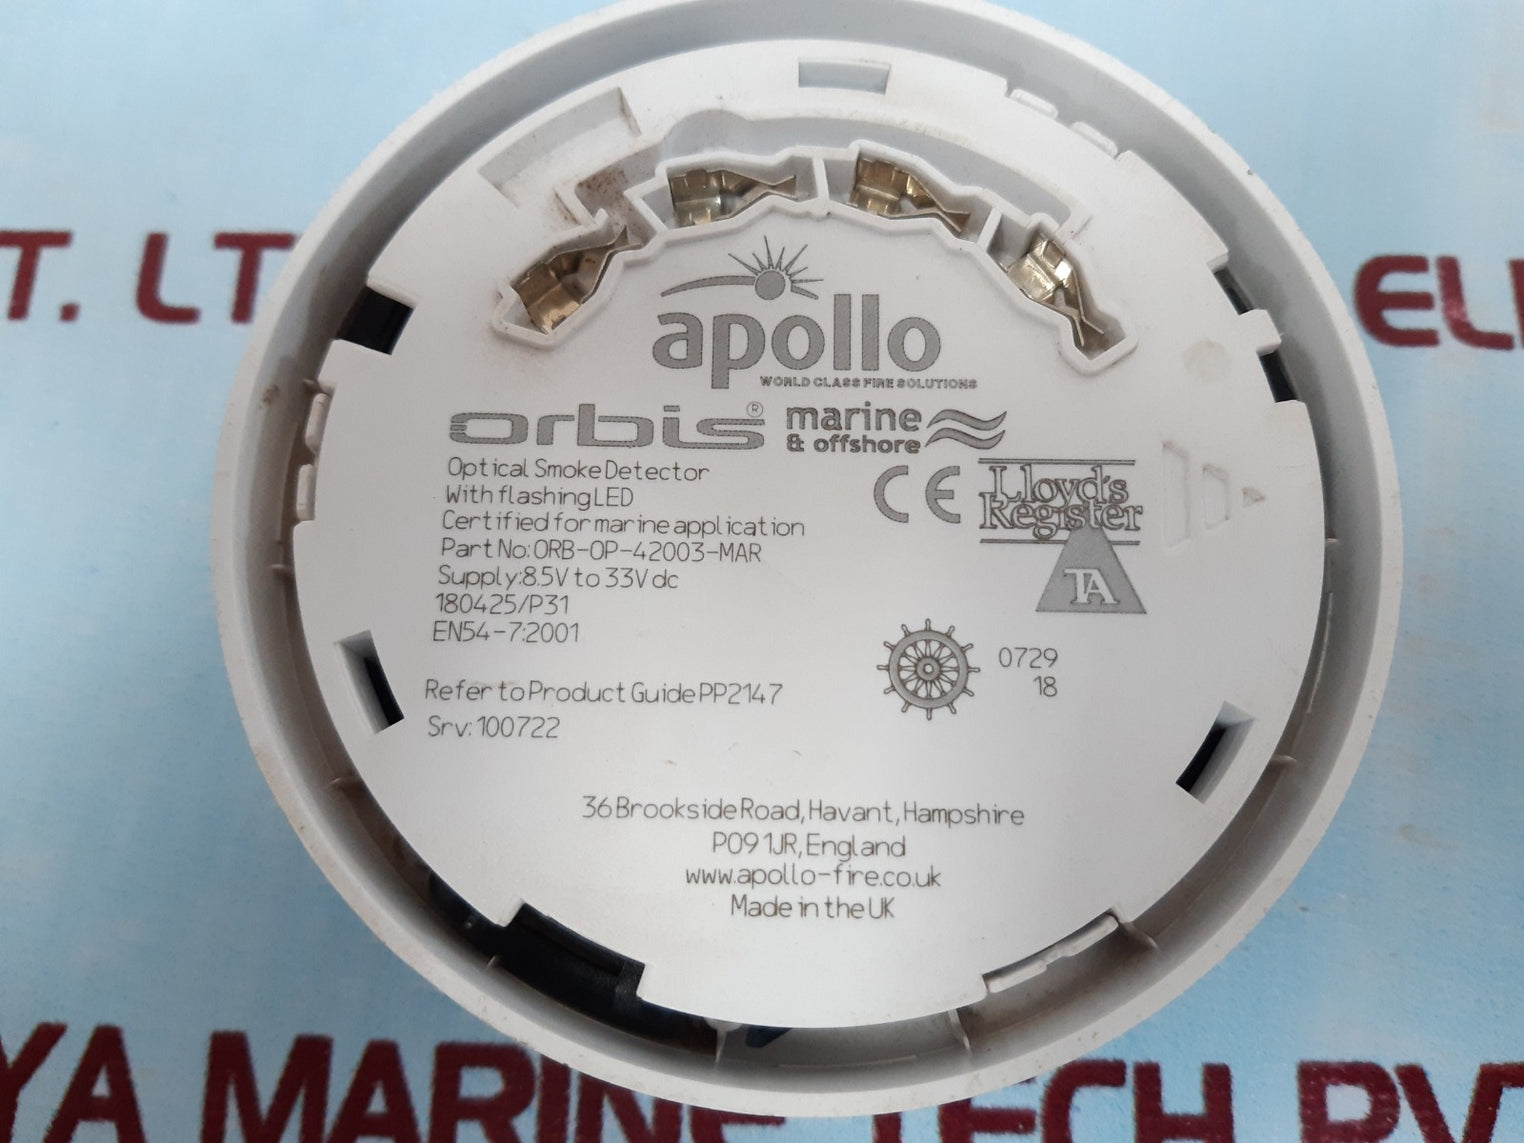 T. LT
ELE
apollo
WORLD CLASS FIRE SOLUTIONS
orbis® marine
& offshore
Optical Smoke Detector
With flashing LED
Certified for marine application
Part No: ORB-OP-42003-MAR
Supply: 8.5V to 33V dc
180425/P31
EN54-7:2001
CE Lloyd's
Register
TA
0729
18
Refer to Product Guide PP2147
Srv: 100722
36 Brookside Road, Havant, Hampshire
PO9 1JR, England
www.apollo-fire.co.uk
Made in the UK
YA MARINE TECH PVT